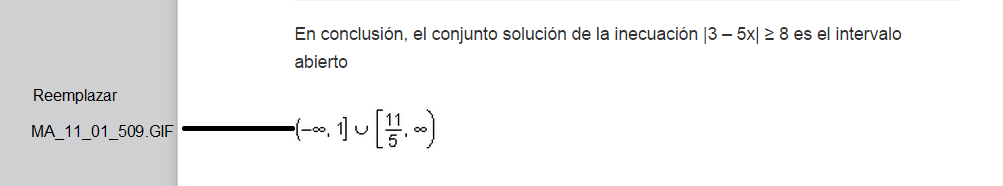 En conclusión, el conjunto solución de la inecuación |3 – 5x| ≥ 8 es el intervalo
abierto
Reemplazar
MA_11_01_509.GIF
(-∞, 1] ∪ [11/5, ∞)